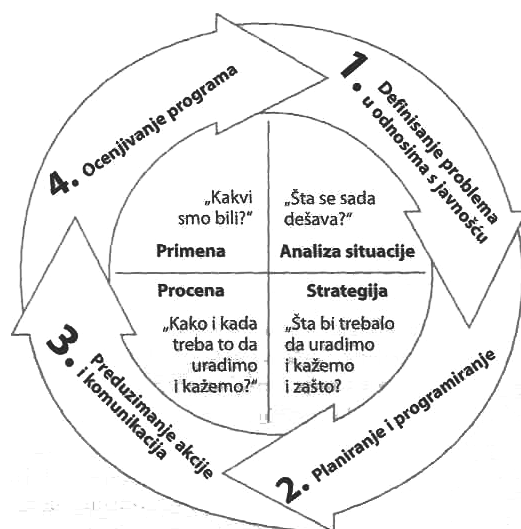 1. Definisanje problema
u odnosima s javnošću
2. Planiranje i programiranje
3. Preduzimanje akcije
i komunikacija
4. Ocenjivanje programa
„Kakvi
smo bili?“
Primena
„Šta se sada
dešava?“
Analiza situacije
Procena
„Kako i kada
treba to da
uradimo
i kažemo?“
Strategija
„Šta bi trebalo
da uradimo
i kažemo
i zašto?